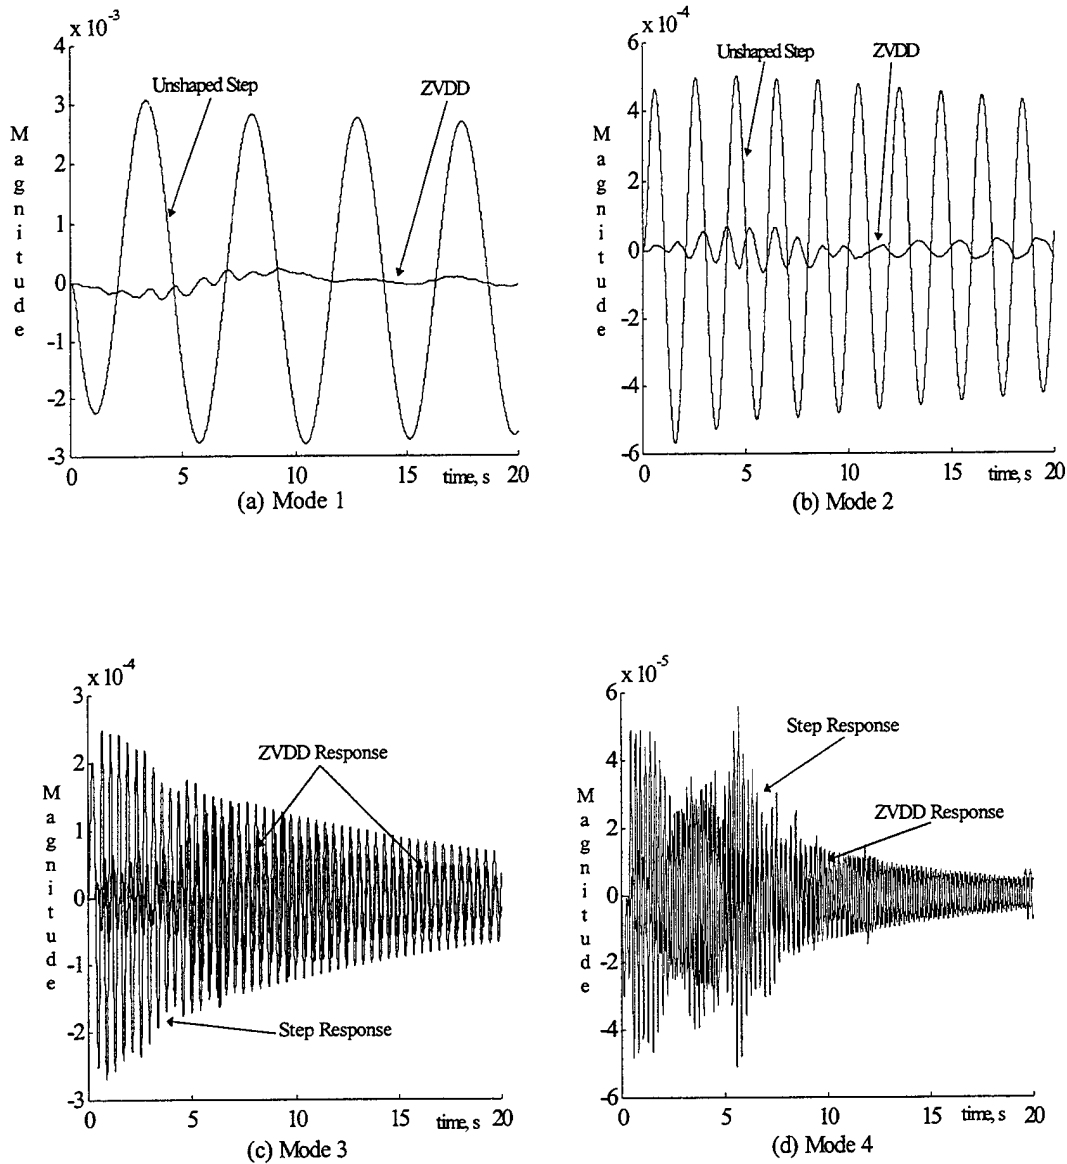 x 10-3
4
3
2
1
0
-1
-2
-3
Magnitude
Unshaped Step
ZVDD
0
5
10
15
time, s
20
(a) Mode 1
x 10-4
6
4
2
0
-2
-4
-6
Magnitude
Unshaped Step
ZVDD
0
5
10
15
time, s
20
(b) Mode 2
x 10-4
3
2
1
0
-1
-2
-3
Magnitude
ZVDD Response
Step Response
0
5
10
15
time, s
20
(c) Mode 3
x 10-5
6
4
2
0
-2
-4
-6
Magnitude
Step Response
ZVDD Response
0
5
10
15
time, s
20
(d) Mode 4